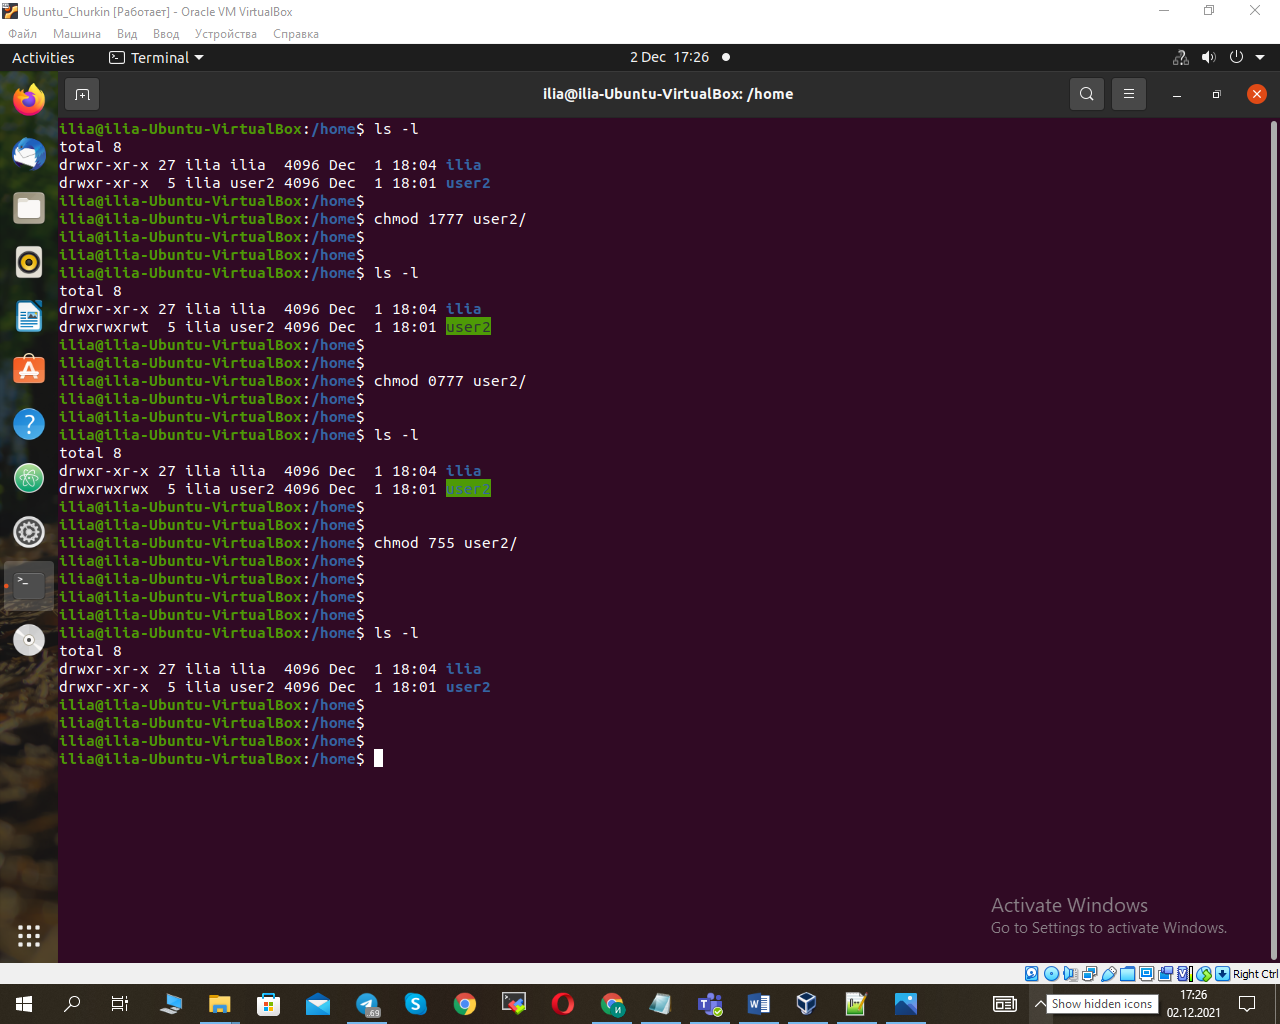 Ubuntu_Churkin [Работает] - Oracle VM VirtualBox
Файл Машина Вид Ввод Устройства Справка
Activities Terminal 2 Dec 17:26
ilia@ilia-Ubuntu-VirtualBox: /home
ilia@ilia-Ubuntu-VirtualBox:/home$ ls -l
total 8
drwxr-xr-x 27 ilia ilia  4096 Dec  1 18:04 ilia
drwxr-xr-x  5 ilia user2 4096 Dec  1 18:01 user2
ilia@ilia-Ubuntu-VirtualBox:/home$
ilia@ilia-Ubuntu-VirtualBox:/home$ chmod 1777 user2/
ilia@ilia-Ubuntu-VirtualBox:/home$
ilia@ilia-Ubuntu-VirtualBox:/home$
ilia@ilia-Ubuntu-VirtualBox:/home$ ls -l
total 8
drwxr-xr-x 27 ilia ilia  4096 Dec  1 18:04 ilia
drwxrwxrwt  5 ilia user2 4096 Dec  1 18:01 user2
ilia@ilia-Ubuntu-VirtualBox:/home$
ilia@ilia-Ubuntu-VirtualBox:/home$
ilia@ilia-Ubuntu-VirtualBox:/home$ chmod 0777 user2/
ilia@ilia-Ubuntu-VirtualBox:/home$
ilia@ilia-Ubuntu-VirtualBox:/home$
ilia@ilia-Ubuntu-VirtualBox:/home$ ls -l
total 8
drwxr-xr-x 27 ilia ilia  4096 Dec  1 18:04 ilia
drwxrwxrwx  5 ilia user2 4096 Dec  1 18:01 user2
ilia@ilia-Ubuntu-VirtualBox:/home$
ilia@ilia-Ubuntu-VirtualBox:/home$
ilia@ilia-Ubuntu-VirtualBox:/home$ chmod 755 user2/
ilia@ilia-Ubuntu-VirtualBox:/home$
ilia@ilia-Ubuntu-VirtualBox:/home$
ilia@ilia-Ubuntu-VirtualBox:/home$
ilia@ilia-Ubuntu-VirtualBox:/home$
ilia@ilia-Ubuntu-VirtualBox:/home$ ls -l
total 8
drwxr-xr-x 27 ilia ilia  4096 Dec  1 18:04 ilia
drwxr-xr-x  5 ilia user2 4096 Dec  1 18:01 user2
ilia@ilia-Ubuntu-VirtualBox:/home$
ilia@ilia-Ubuntu-VirtualBox:/home$
ilia@ilia-Ubuntu-VirtualBox:/home$
ilia@ilia-Ubuntu-VirtualBox:/home$
Activate Windows
Go to Settings to activate Windows.
Right Ctrl
Show hidden icons
17:26
02.12.2021